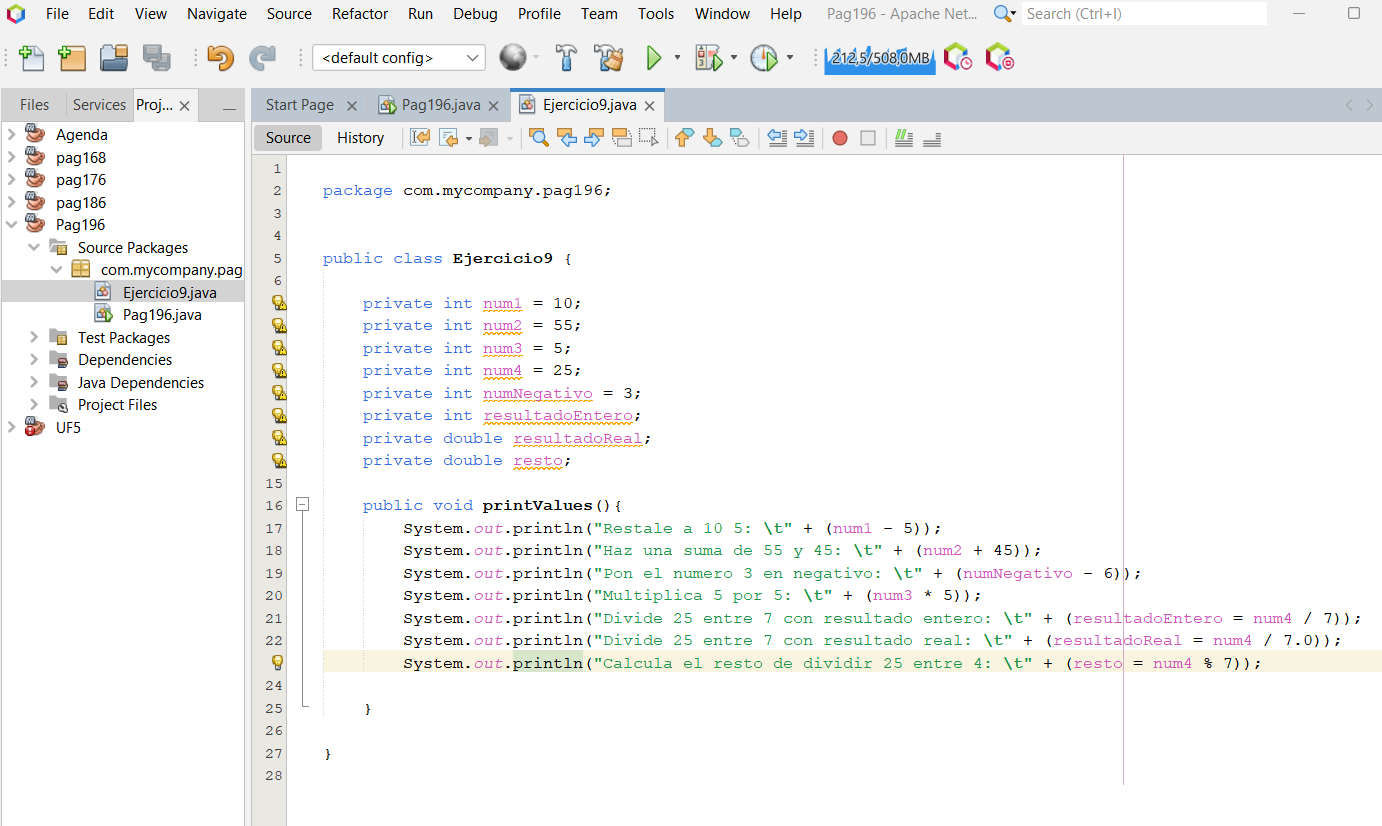 File Edit View Navigate Source Refactor Run Debug Profile Team Tools Window Help Pag196 - Apache Net... Search (Ctrl+I)
<default config> 212,5/508,0MB
Files Services Proj...
Start Page Pag196.java Ejercicio9.java
Source History
Agenda
pag168
pag176
pag186
Pag196
Source Packages
com.mycompany.pag
Ejercicio9.java
Pag196.java
Test Packages
Dependencies
Java Dependencies
Project Files
UF5
1
2 package com.mycompany.pag196;
3
4
5 public class Ejercicio9 {
6
private int num1 = 10;
private int num2 = 55;
private int num3 = 5;
private int num4 = 25;
private int numNegativo = 3;
private int resultadoEntero;
private double resultadoReal;
private double resto;
15
16 public void printValues(){
17 System.out.println("Restale a 10 5: \t" + (num1 - 5));
18 System.out.println("Haz una suma de 55 y 45: \t" + (num2 + 45));
19 System.out.println("Pon el numero 3 en negativo: \t" + (numNegativo - 6));
20 System.out.println("Multiplica 5 por 5: \t" + (num3 * 5));
21 System.out.println("Divide 25 entre 7 con resultado entero: \t" + (resultadoEntero = num4 / 7));
22 System.out.println("Divide 25 entre 7 con resultado real: \t" + (resultadoReal = num4 / 7.0));
System.out.println("Calcula el resto de dividir 25 entre 4: \t" + (resto = num4 % 7));
24
25 }
26
27 }
28